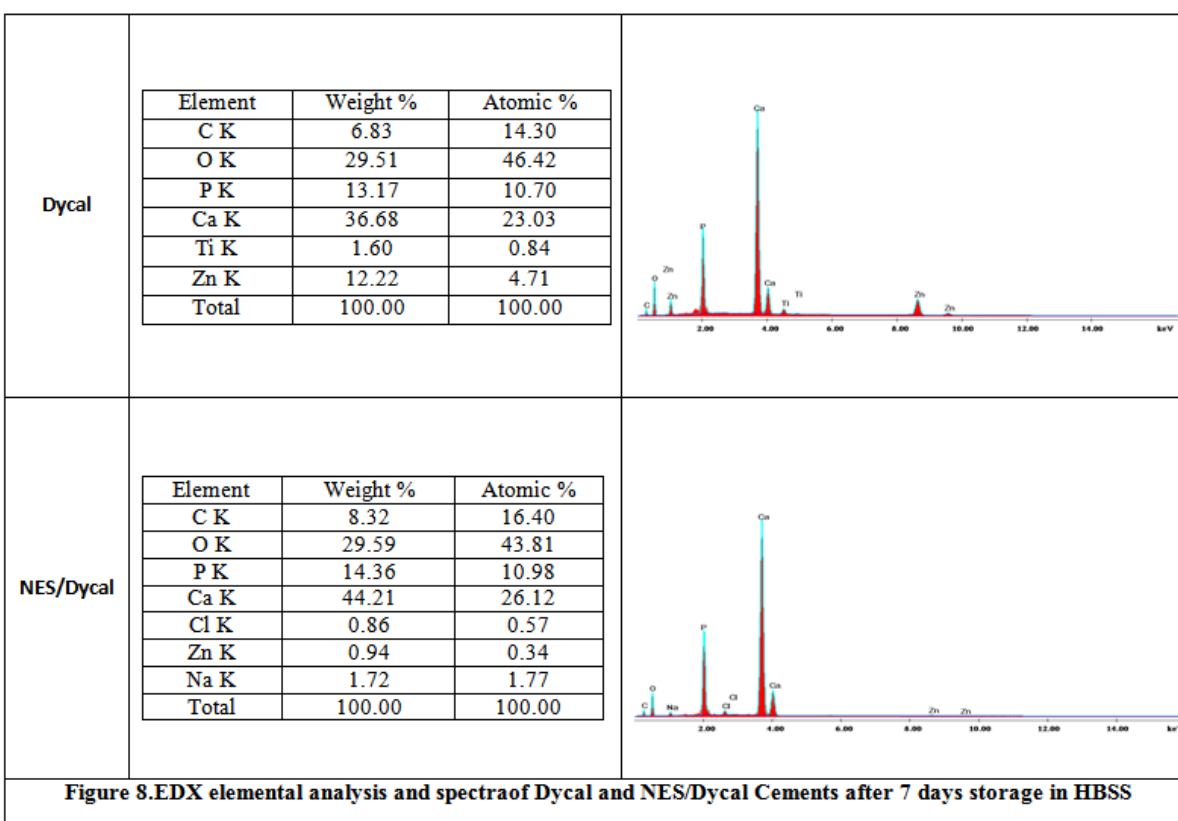 Dycal
Element Weight % Atomic %
C K 6.83 14.30
O K 29.51 46.42
P K 13.17 10.70
Ca K 36.68 23.03
Ti K 1.60 0.84
Zn K 12.22 4.71
Total 100.00 100.00
Ca
P
Zn
O
Zn
C
Ca
Ti
Ti
Zn
Zn
2.00 4.00 6.00 8.00 10.00 12.00 14.00 keV
NES/Dycal
Element Weight % Atomic %
C K 8.32 16.40
O K 29.59 43.81
P K 14.36 10.98
Ca K 44.21 26.12
Cl K 0.86 0.57
Zn K 0.94 0.34
Na K 1.72 1.77
Total 100.00 100.00
Ca
P
O
C
Na
Cl
Cl
Ca
Zn
Zn
2.00 4.00 6.00 8.00 10.00 12.00 14.00
Figure 8.EDX elemental analysis and spectraof Dycal and NES/Dycal Cements after 7 days storage in HBSS